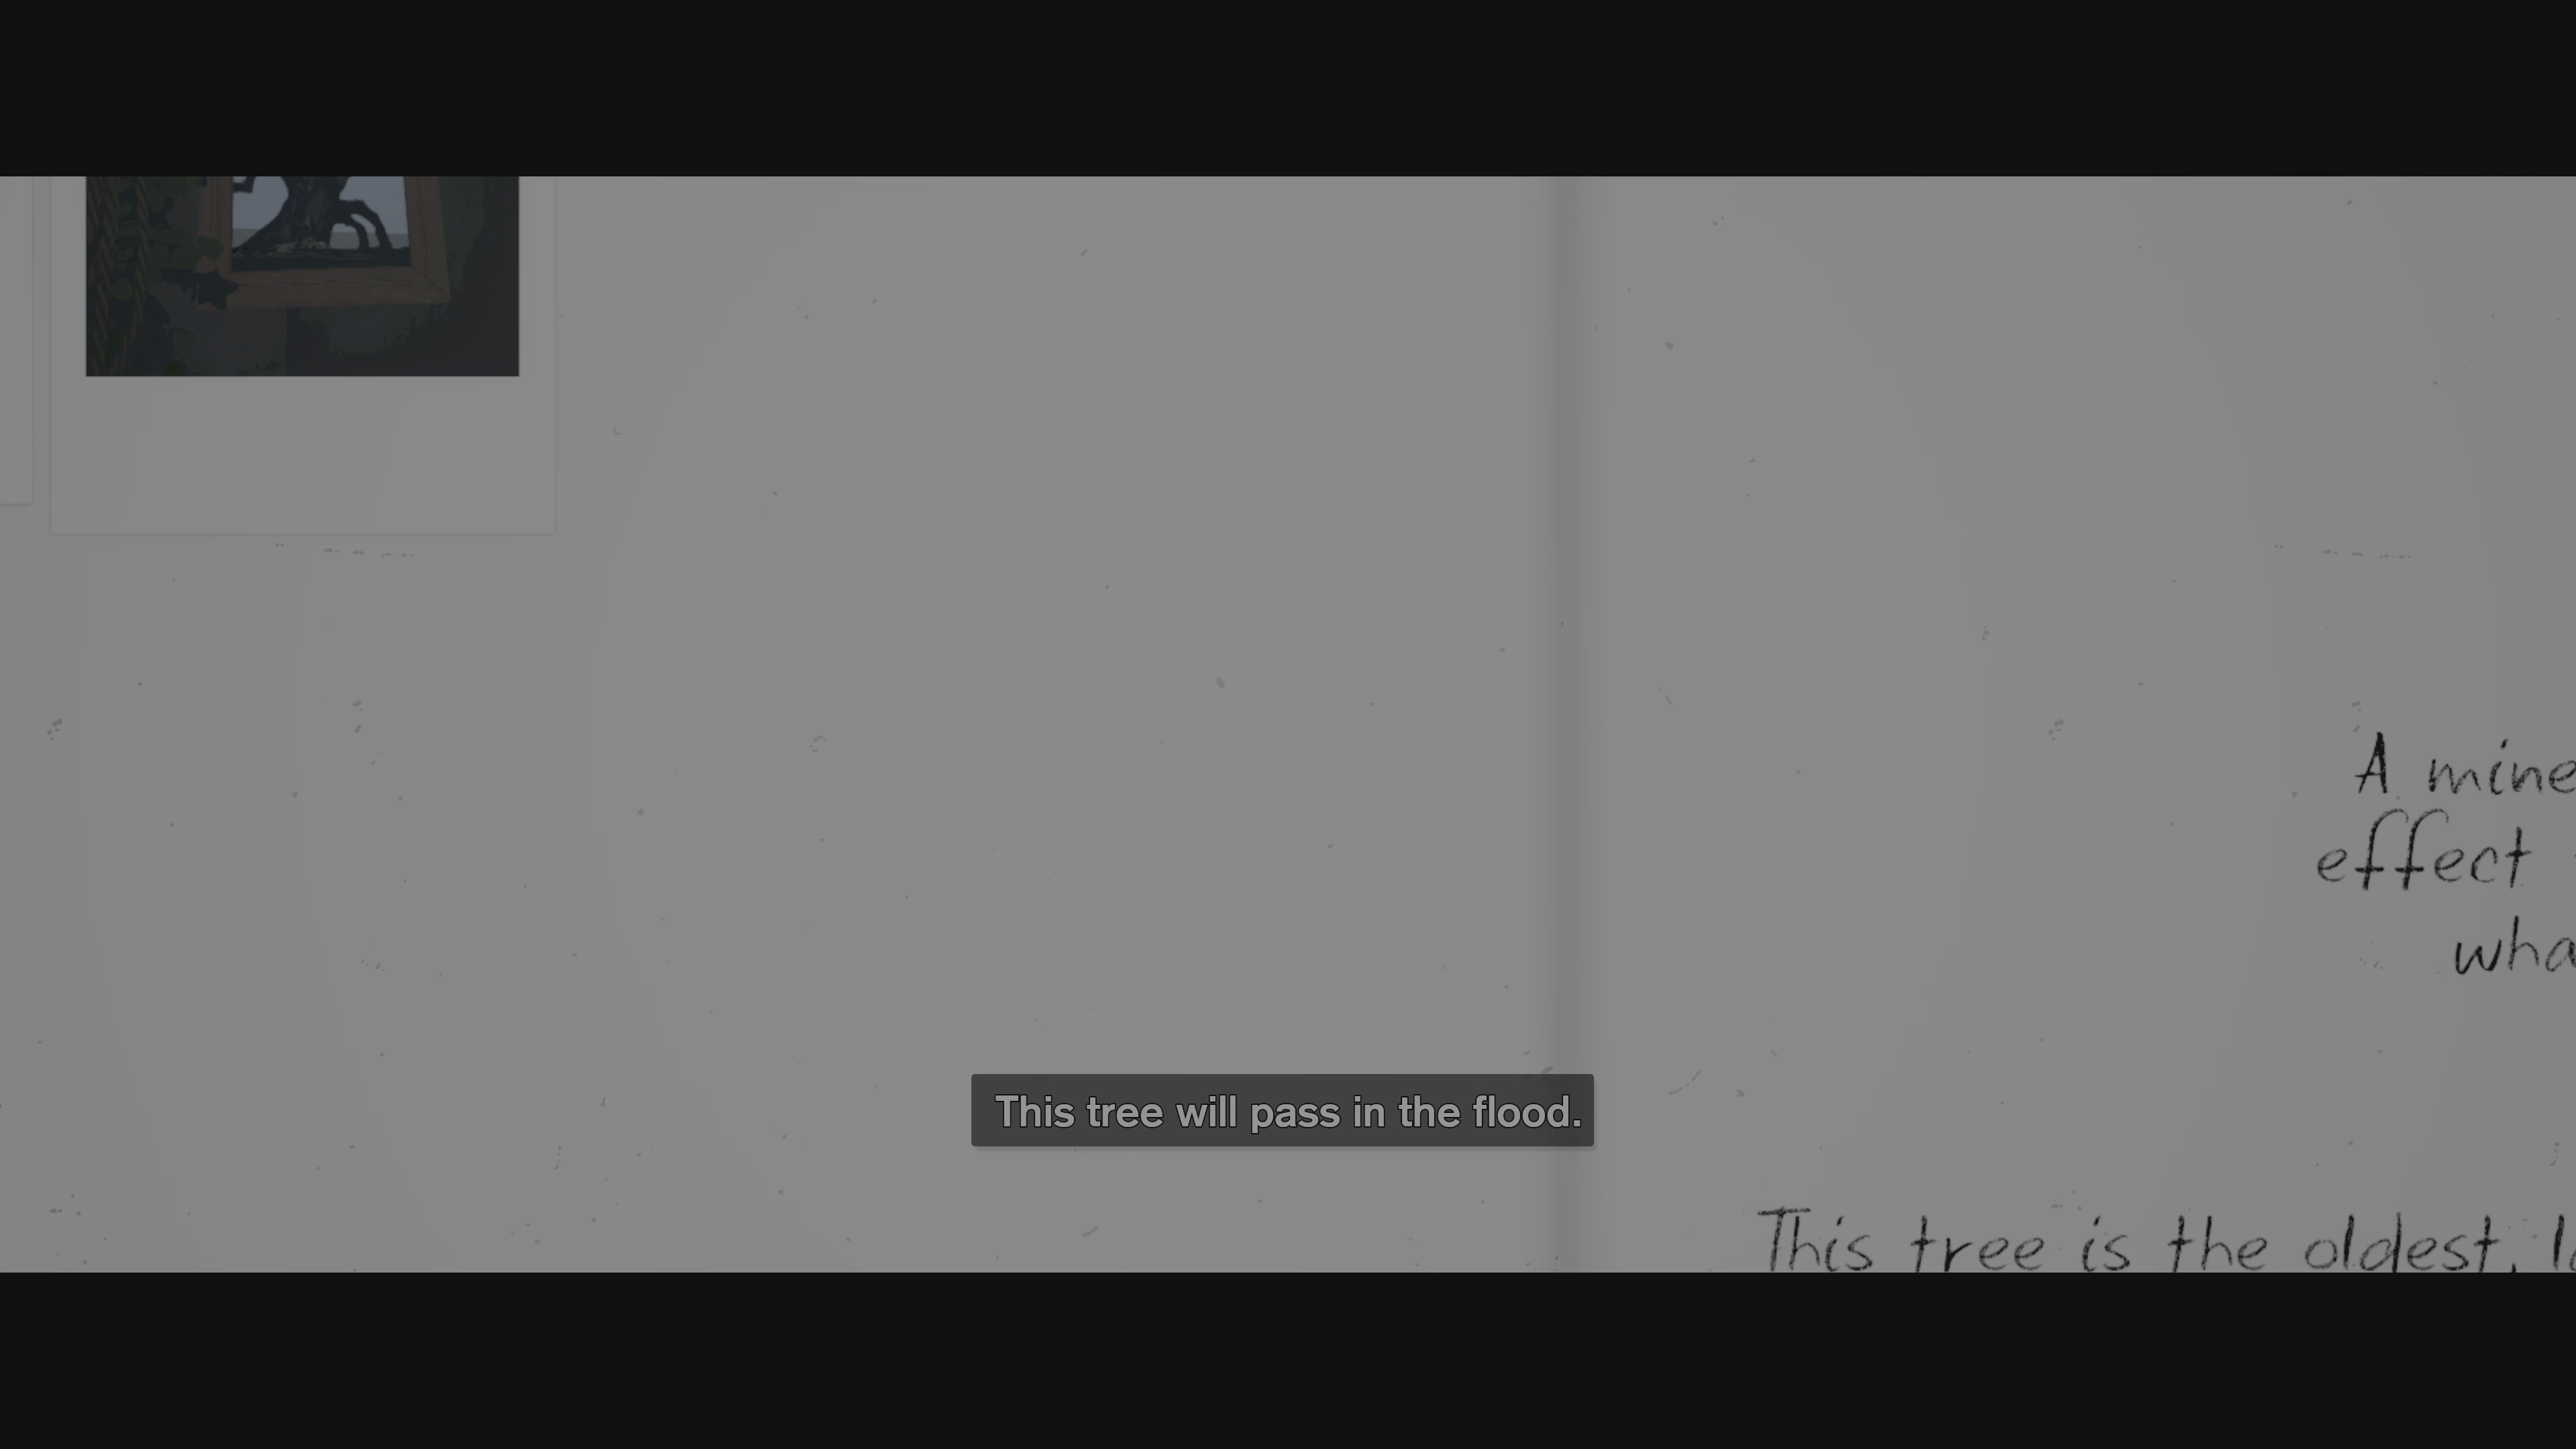 A mine
effect
wha
This tree will pass in the flood.
This tree is the oldest.